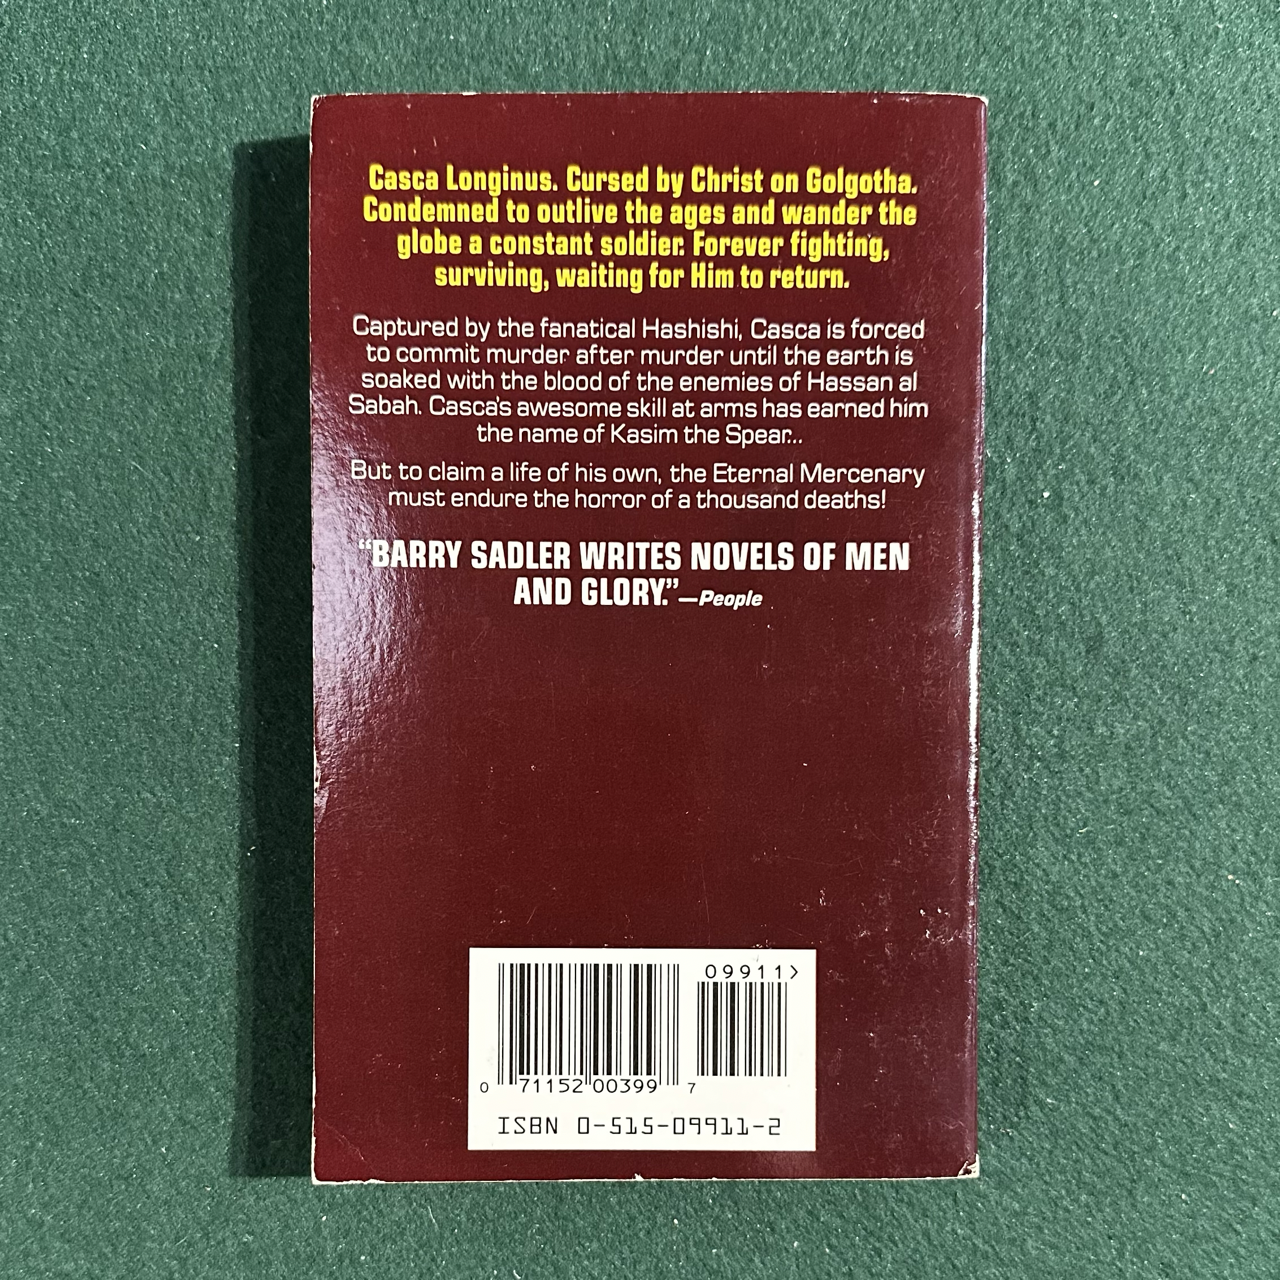 Casca Longinus. Cursed by Christ on Golgotha.
Condemned to outlive the ages and wander the
globe a constant soldier. Forever fighting,
surviving, waiting for Him to return.
Captured by the fanatical Hashishi, Casca is forced
to commit murder after murder until the earth is
soaked with the blood of the enemies of Hassan al
Sabah. Casca's awesome skill at arms has earned him
the name of Kasim the Spear...
But to claim a life of his own, the Eternal Mercenary
must endure the horror of a thousand deaths!
“BARRY SADLER WRITES NOVELS OF MEN
AND GLORY.”—People
09911>
0 71152 00399 7
ISBN 0-515-09911-2